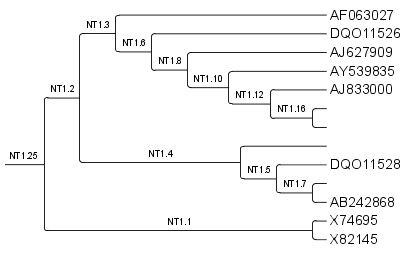 AF063027
NT1.3
DQO11526
NT1.6
AJ627909
NT1.8
AY539835
NT1.10
AJ833000
NT1.2
NT1.12
NT1.16
NT1.25
NT1.4
DQO11528
NT1.5
NT1.7
AB242868
X74695
NT1.1
X82145